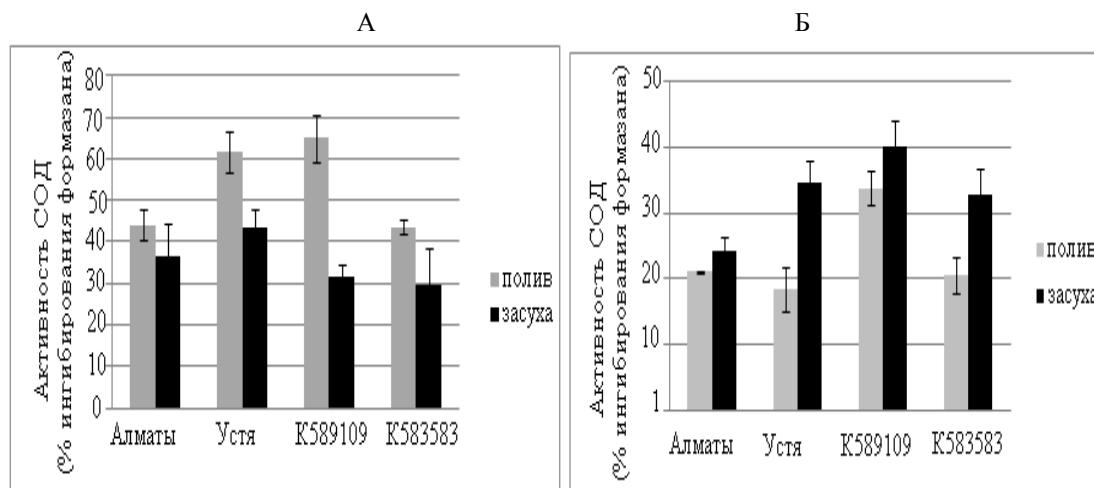 А
Активность СОД
(% ингибирования формазана)
80
70
60
50
40
30
20
10
0
Алматы Устя К589109 К583583
полив
засуха
Б
Активность СОД
(% ингибирования формазана)
50
40
30
20
10
1
Алматы Устя К589109 К583583
полив
засуха